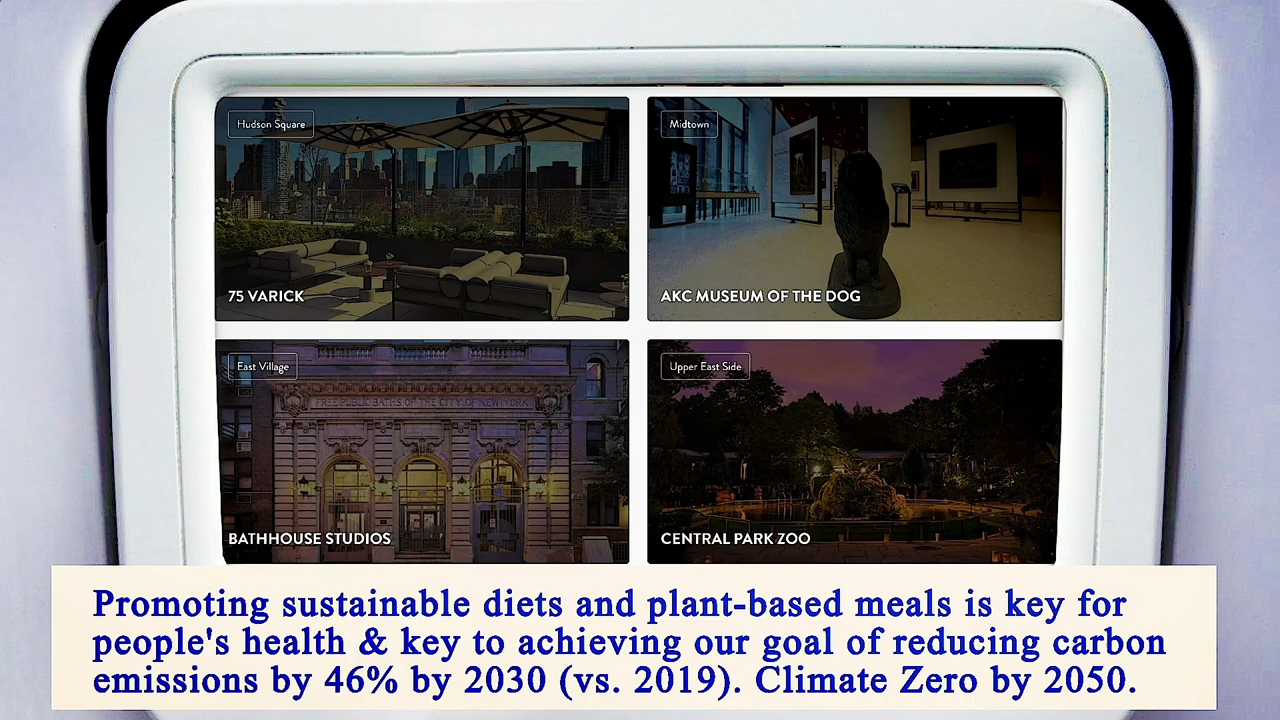 Hudson Square
75 VARICK
Midtown
AKC MUSEUM OF THE DOG
East Village
FREE PUBLIC BATHS OF THE CITY OF NEW YORK
BATHHOUSE STUDIOS
Upper East Side
CENTRAL PARK ZOO
Promoting sustainable diets and plant-based meals is key for
people's health & key to achieving our goal of reducing carbon
emissions by 46% by 2030 (vs. 2019). Climate Zero by 2050.